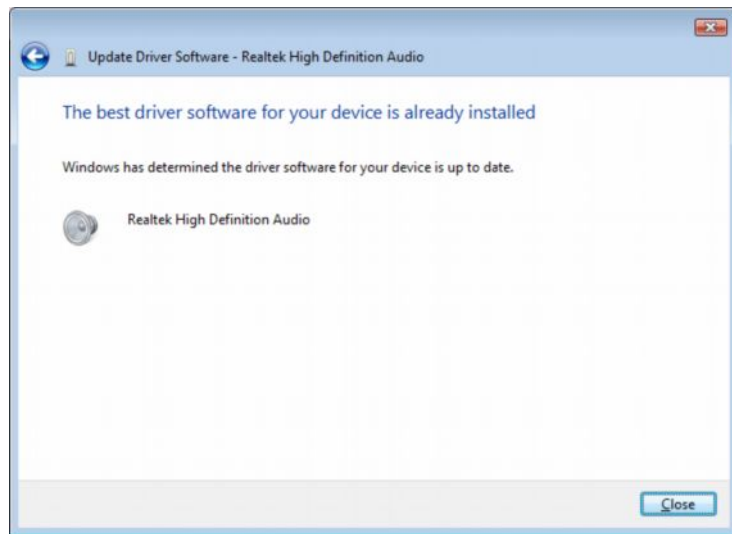 Update Driver Software - Realtek High Definition Audio
The best driver software for your device is already installed
Windows has determined the driver software for your device is up to date.
Realtek High Definition Audio
Close